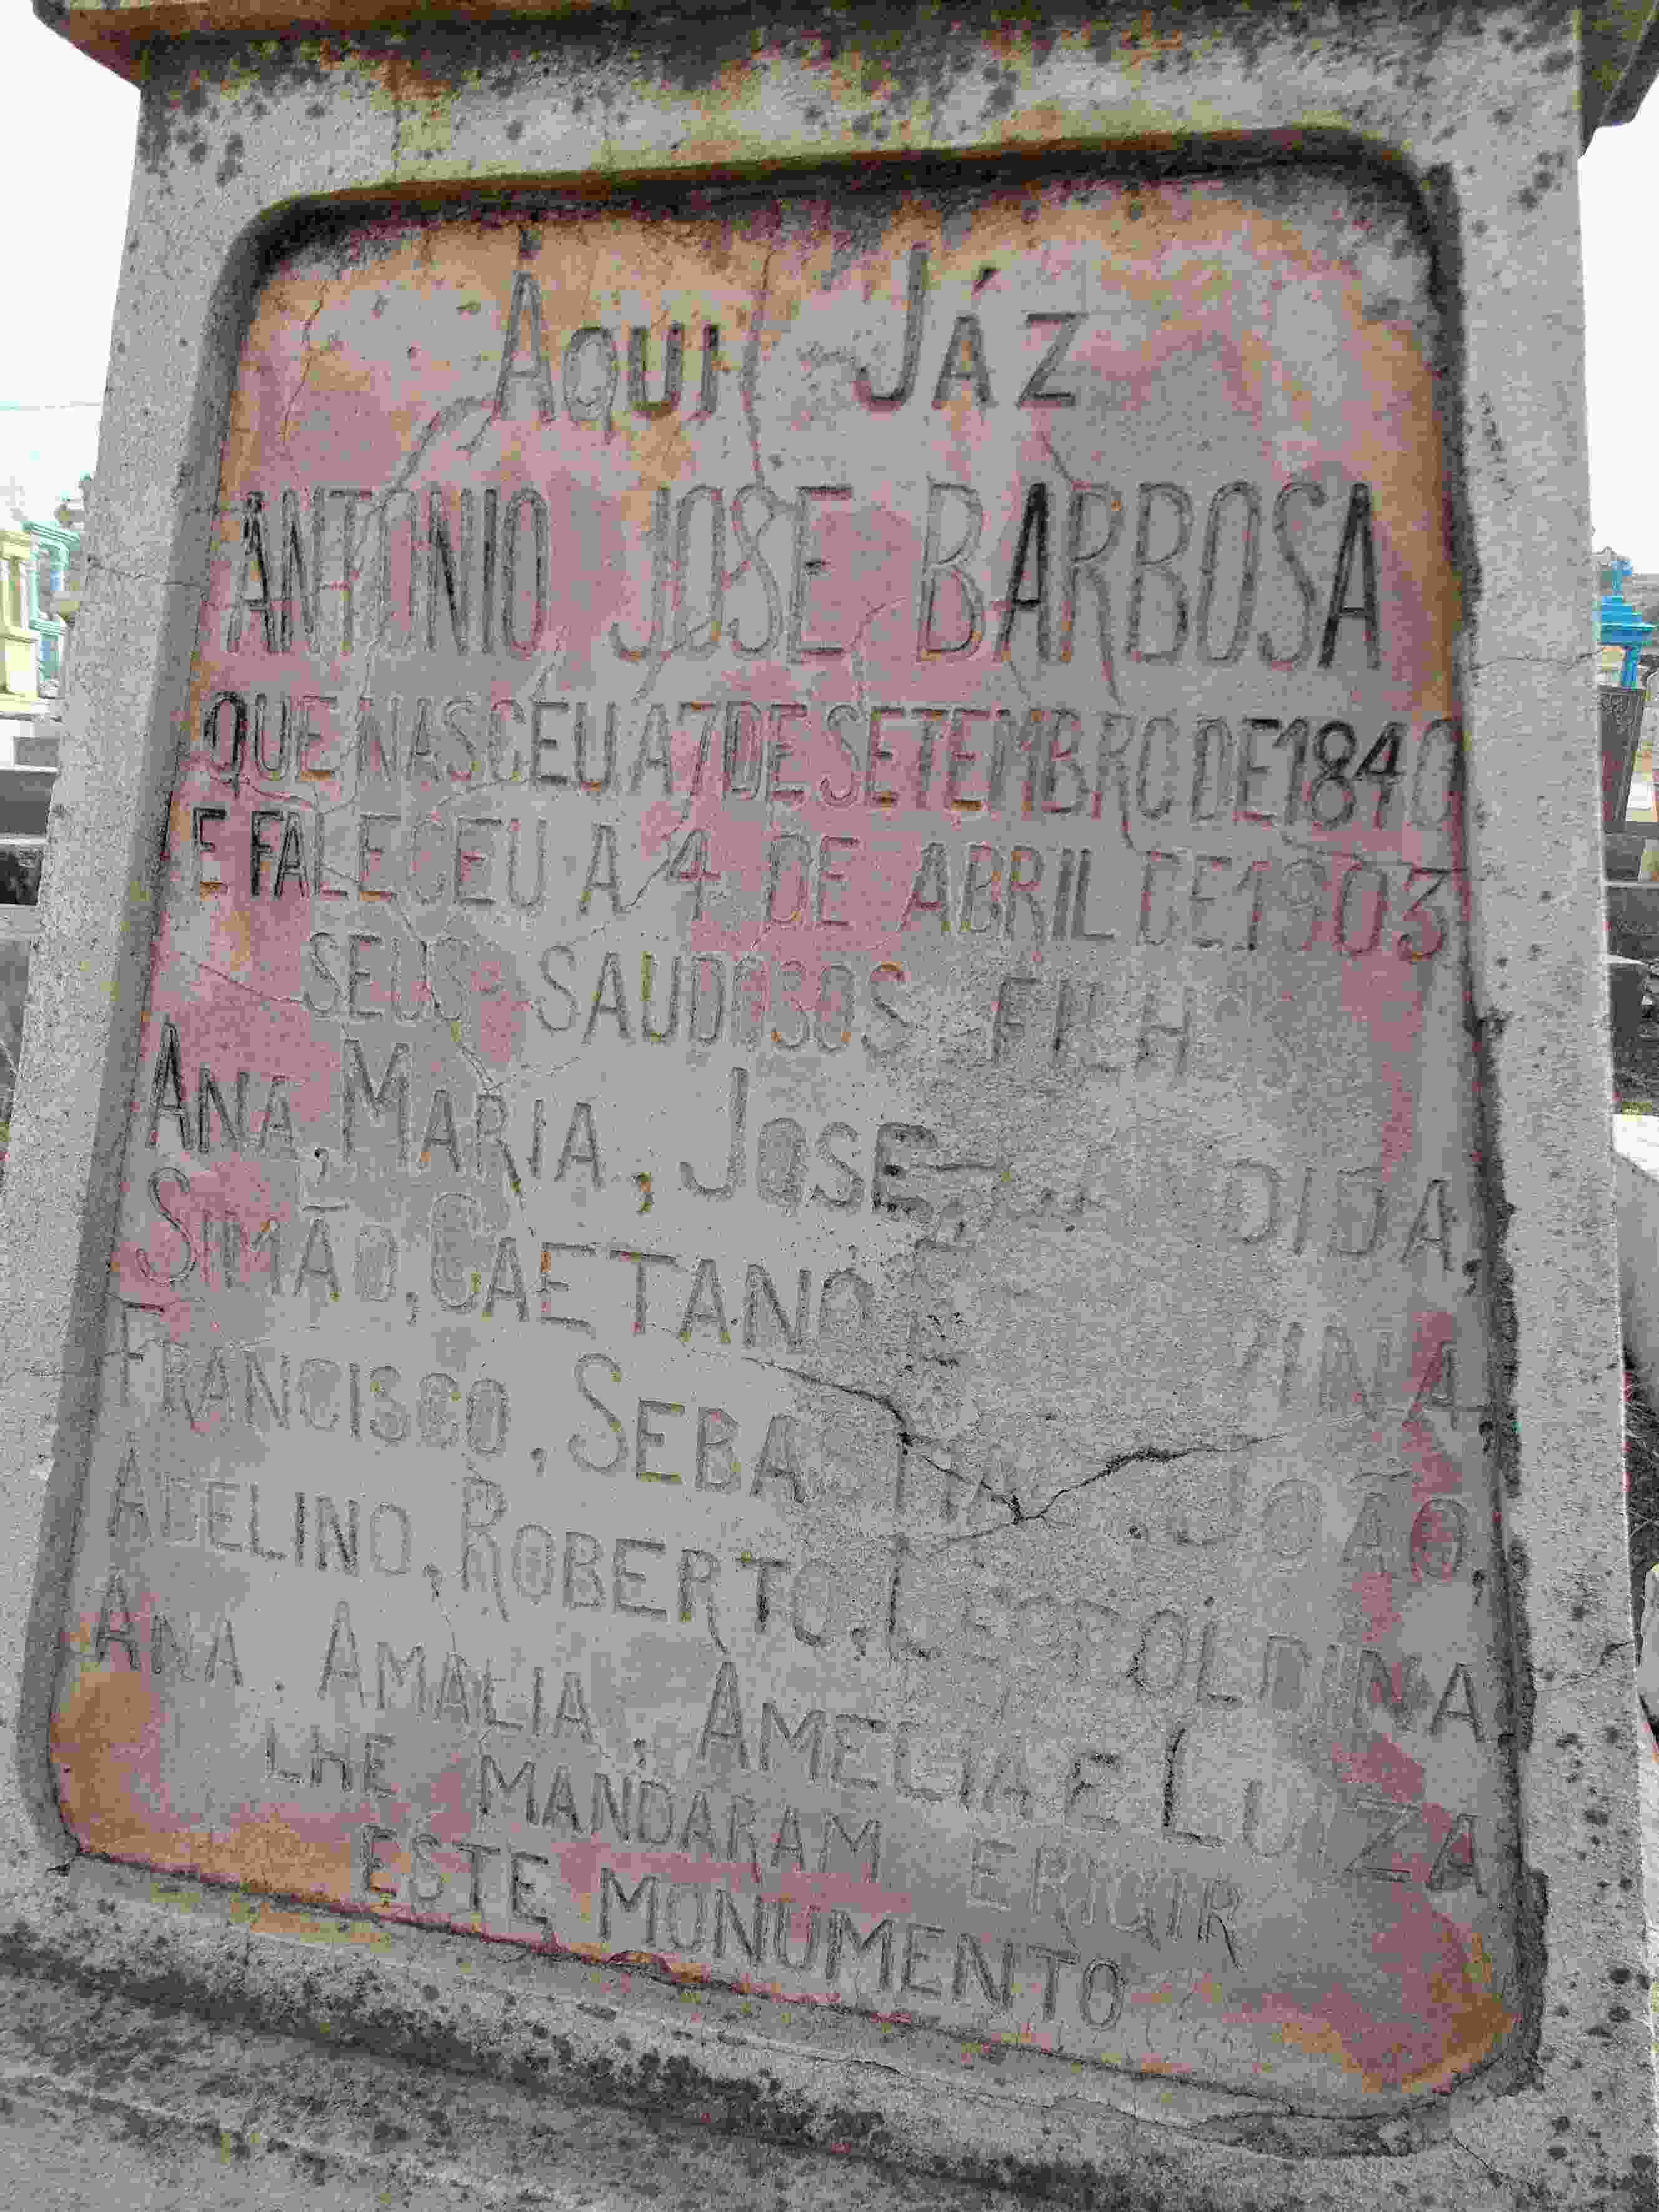 AQUI JÁZ
ANTONIO JOSE BARBOSA
QUE NASCEU A 7 DE SETEMBRO DE 1840
E FALECEU A 4 DE ABRIL DE 1903
SEUS SAUDOSOS
ANA, MARIA, JOSE
SIMÃO, CAETANO
FRANCISCO, JOÃO,
ADELINO, ROBERTO, LEOPOLDINA
ANA, AMALIA, AMELIA E LUIZA
LHE MANDARAM ERIGIR
ESTE MONUMENTO